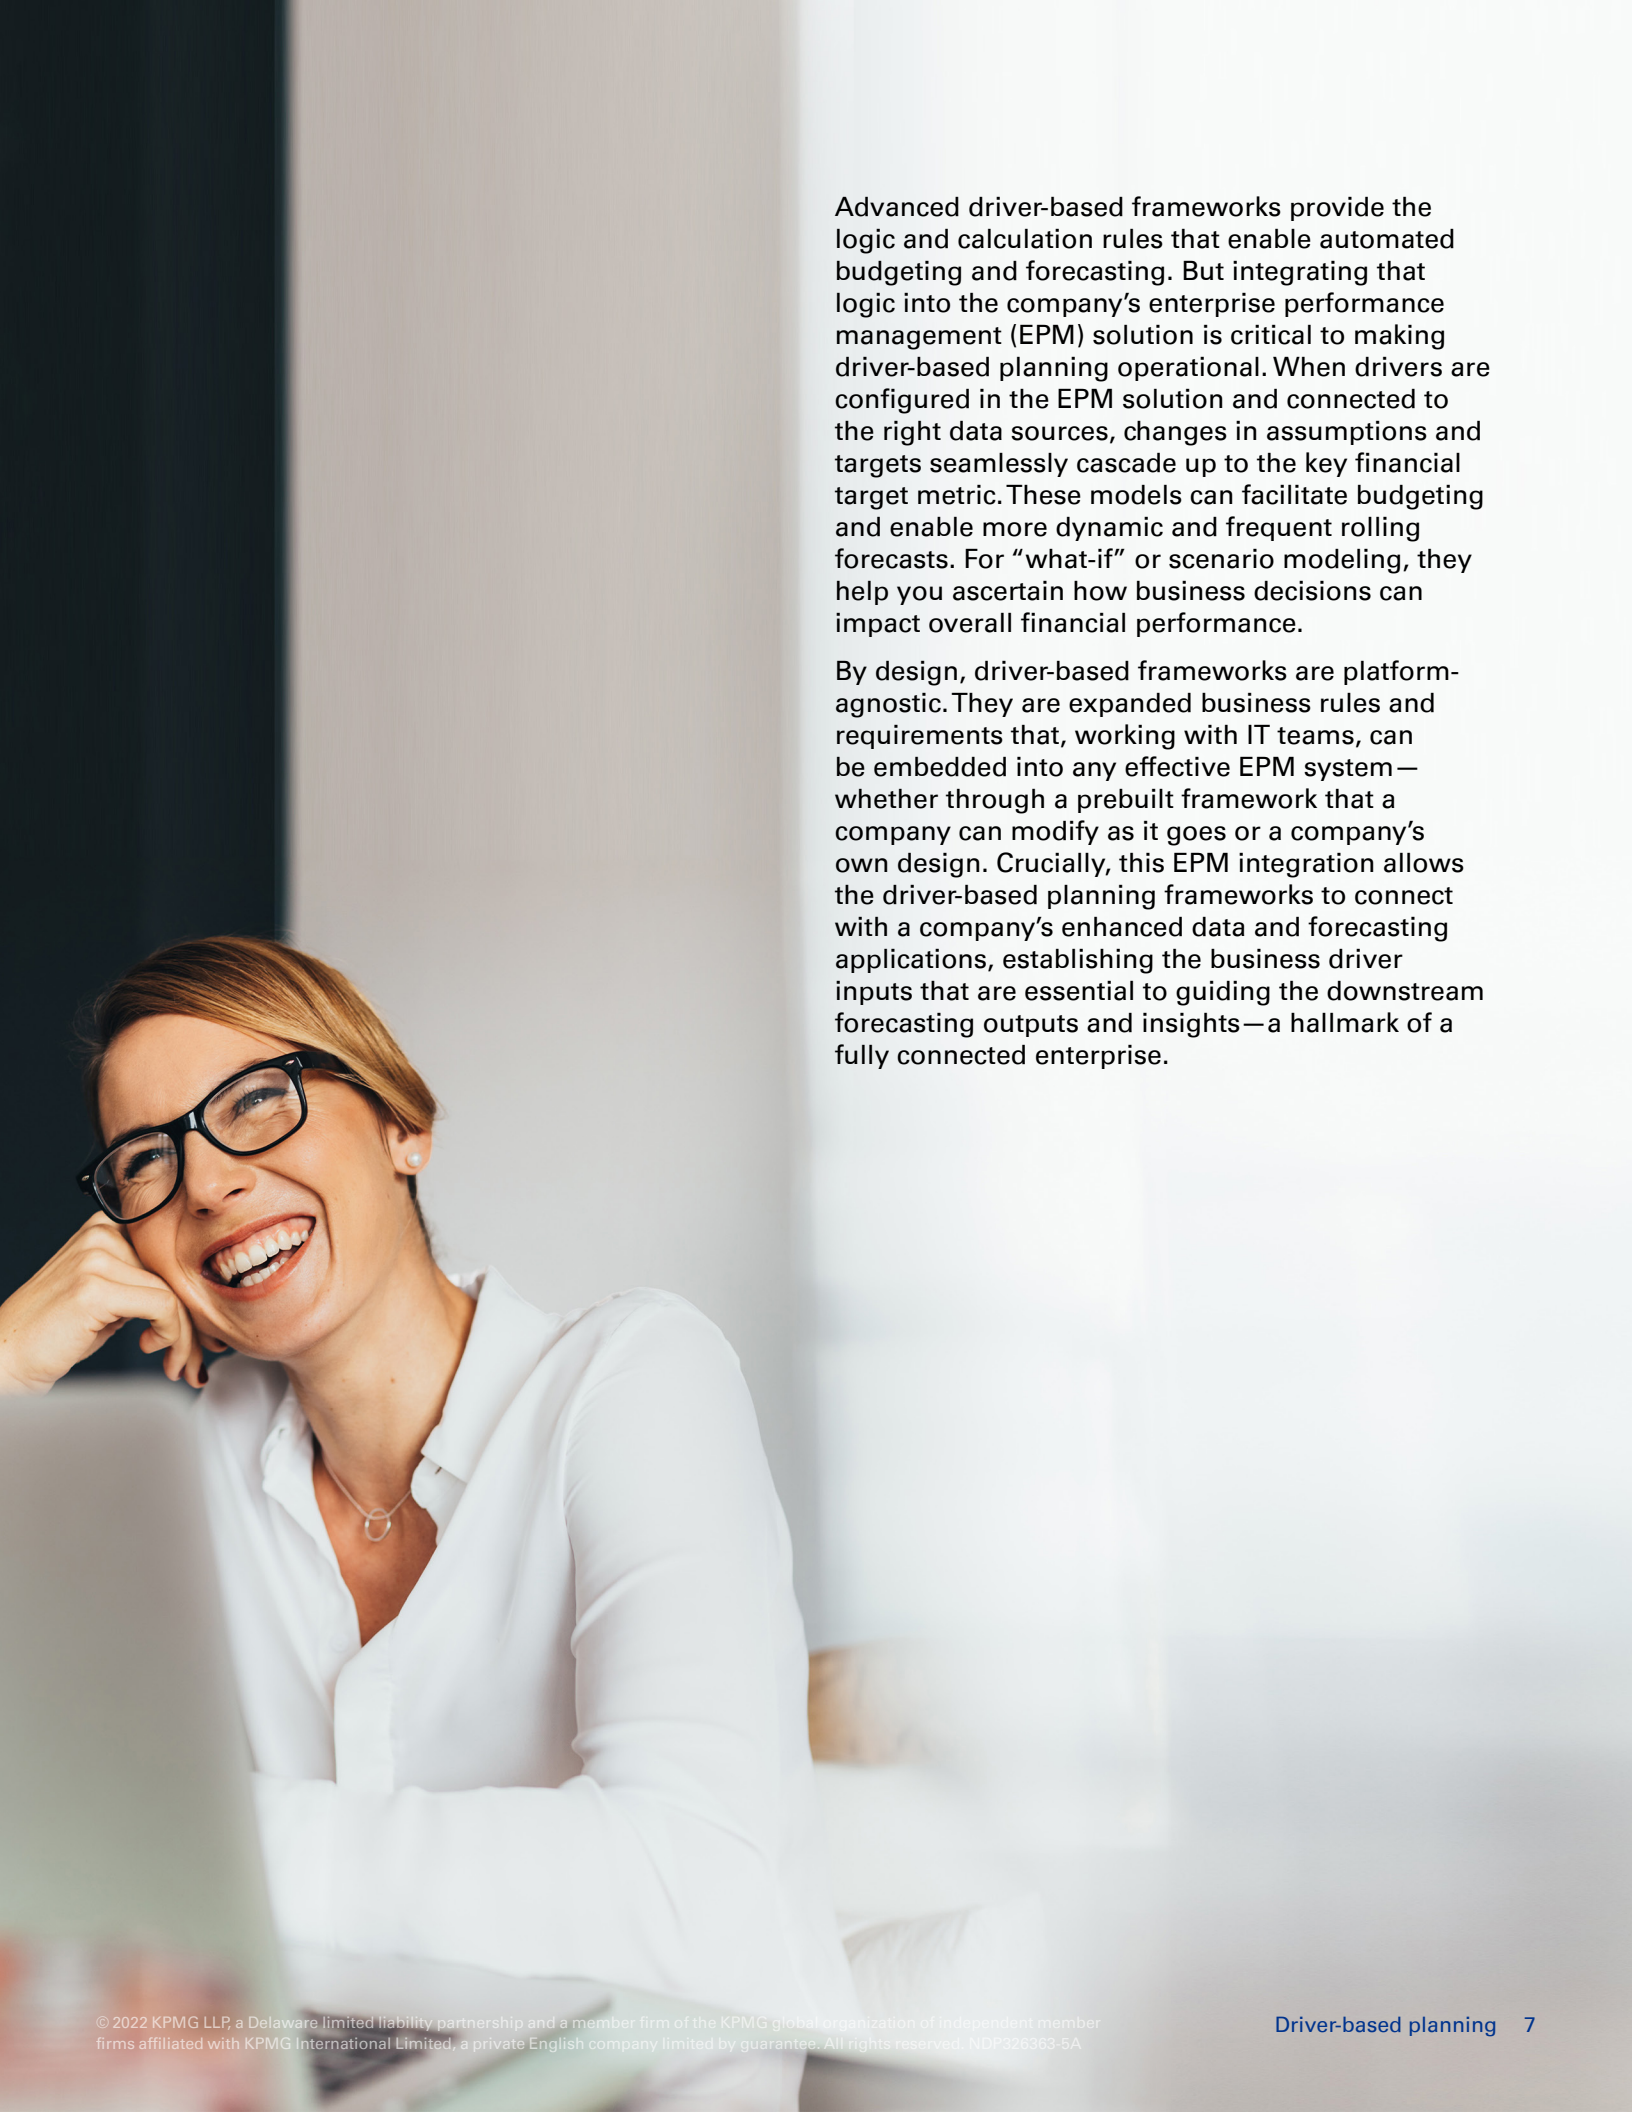 Advanced driver-based frameworks provide the
logic and calculation rules that enable automated
budgeting and forecasting. But integrating that
logic into the company’s enterprise performance
management (EPM) solution is critical to making
driver-based planning operational. When drivers are
configured in the EPM solution and connected to
the right data sources, changes in assumptions and
targets seamlessly cascade up to the key financial
target metric. These models can facilitate budgeting
and enable more dynamic and frequent rolling
forecasts. For “what-if” or scenario modeling, they
help you ascertain how business decisions can
impact overall financial performance.
By design, driver-based frameworks are platform-
agnostic. They are expanded business rules and
requirements that, working with IT teams, can
be embedded into any effective EPM system—
whether through a prebuilt framework that a
company can modify as it goes or a company’s
own design. Crucially, this EPM integration allows
the driver-based planning frameworks to connect
with a company’s enhanced data and forecasting
applications, establishing the business driver
inputs that are essential to guiding the downstream
forecasting outputs and insights—a hallmark of a
fully connected enterprise.
© 2022 KPMG LLP, a Delaware limited liability partnership and a member firm of the KPMG global organization of independent member
firms affiliated with KPMG International Limited, a private English company limited by guarantee. All rights reserved. NDP326363-5A
Driver-based planning 7